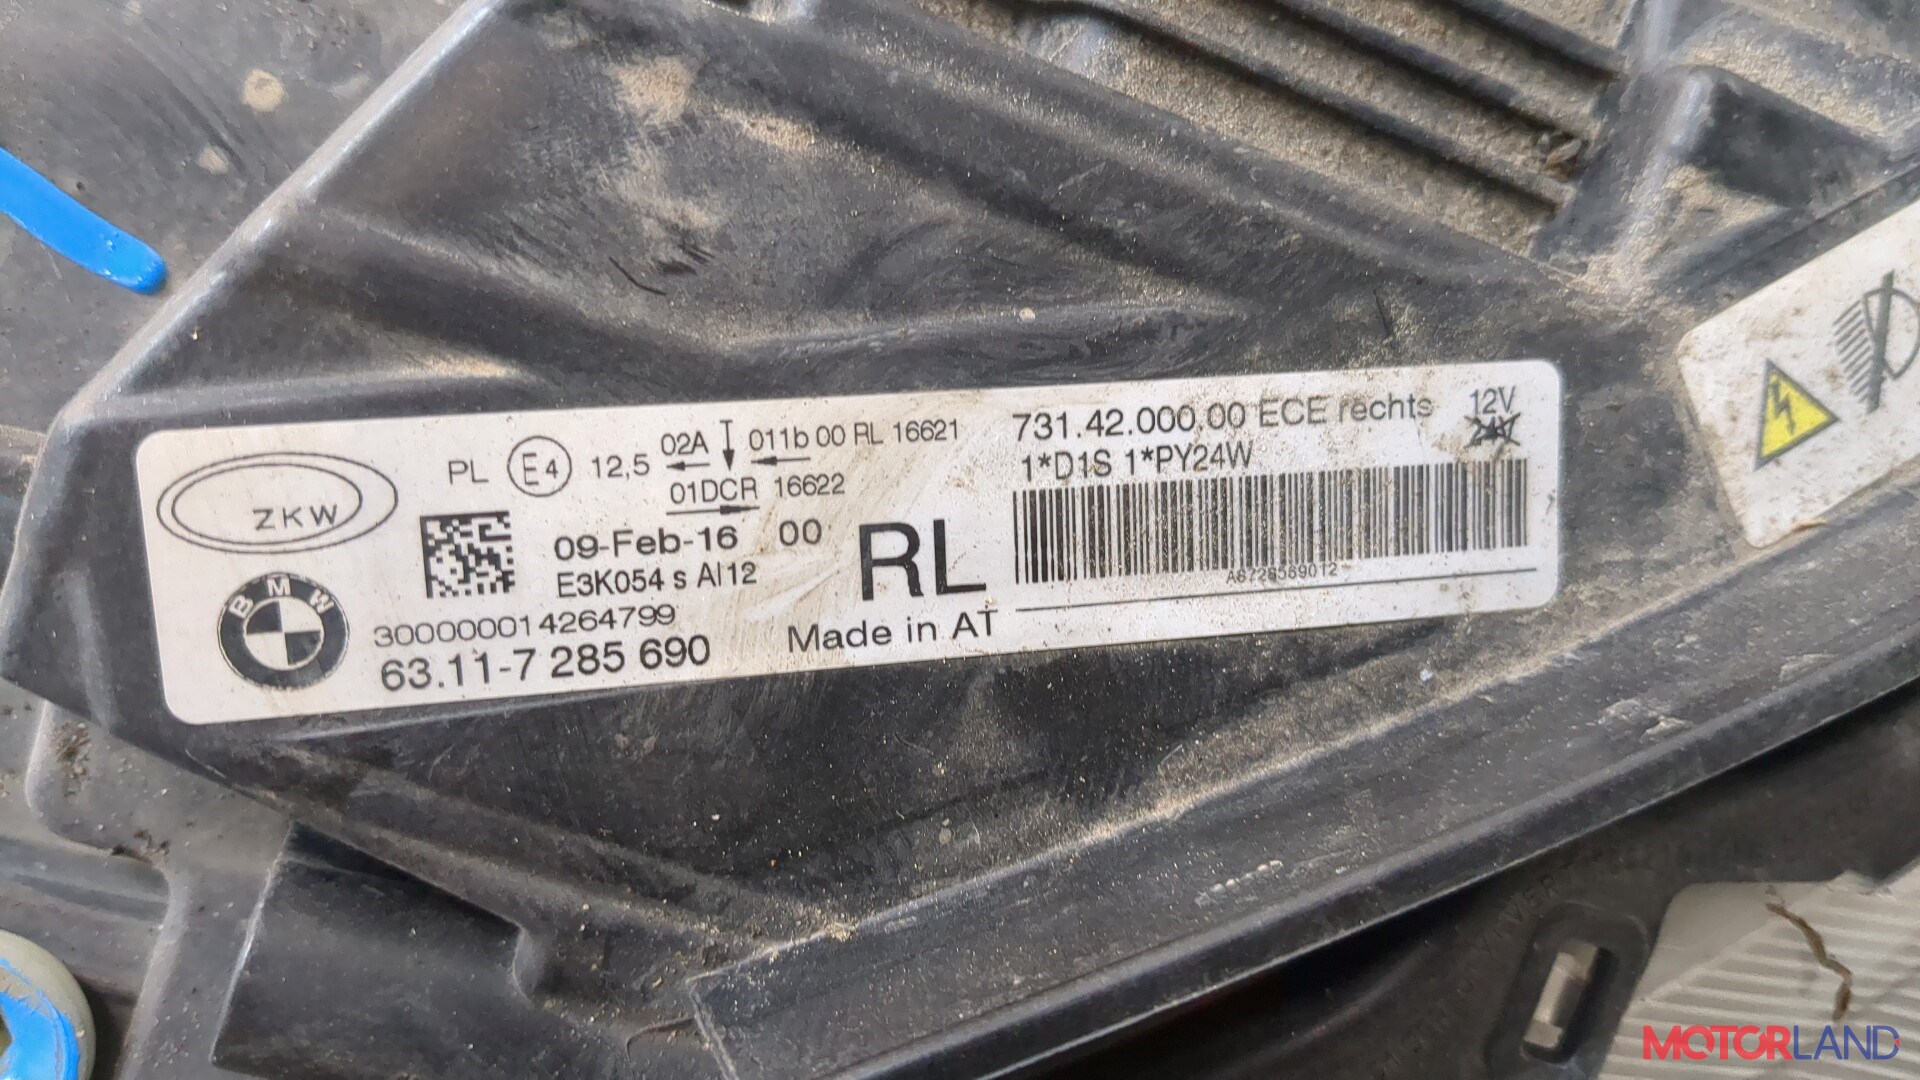 ZKW
PL E4 12,5 02A 011b 00 RL 16621
01DCR 16622
09-Feb-16 00
E3K054 s AI12
RL
731.42.000.00 ECE rechts 12V
24V
1*D1S 1*PY24W
A6726589012
BMW
300000014264799
63.11-7 285 690
Made in AT
MOTORLAND